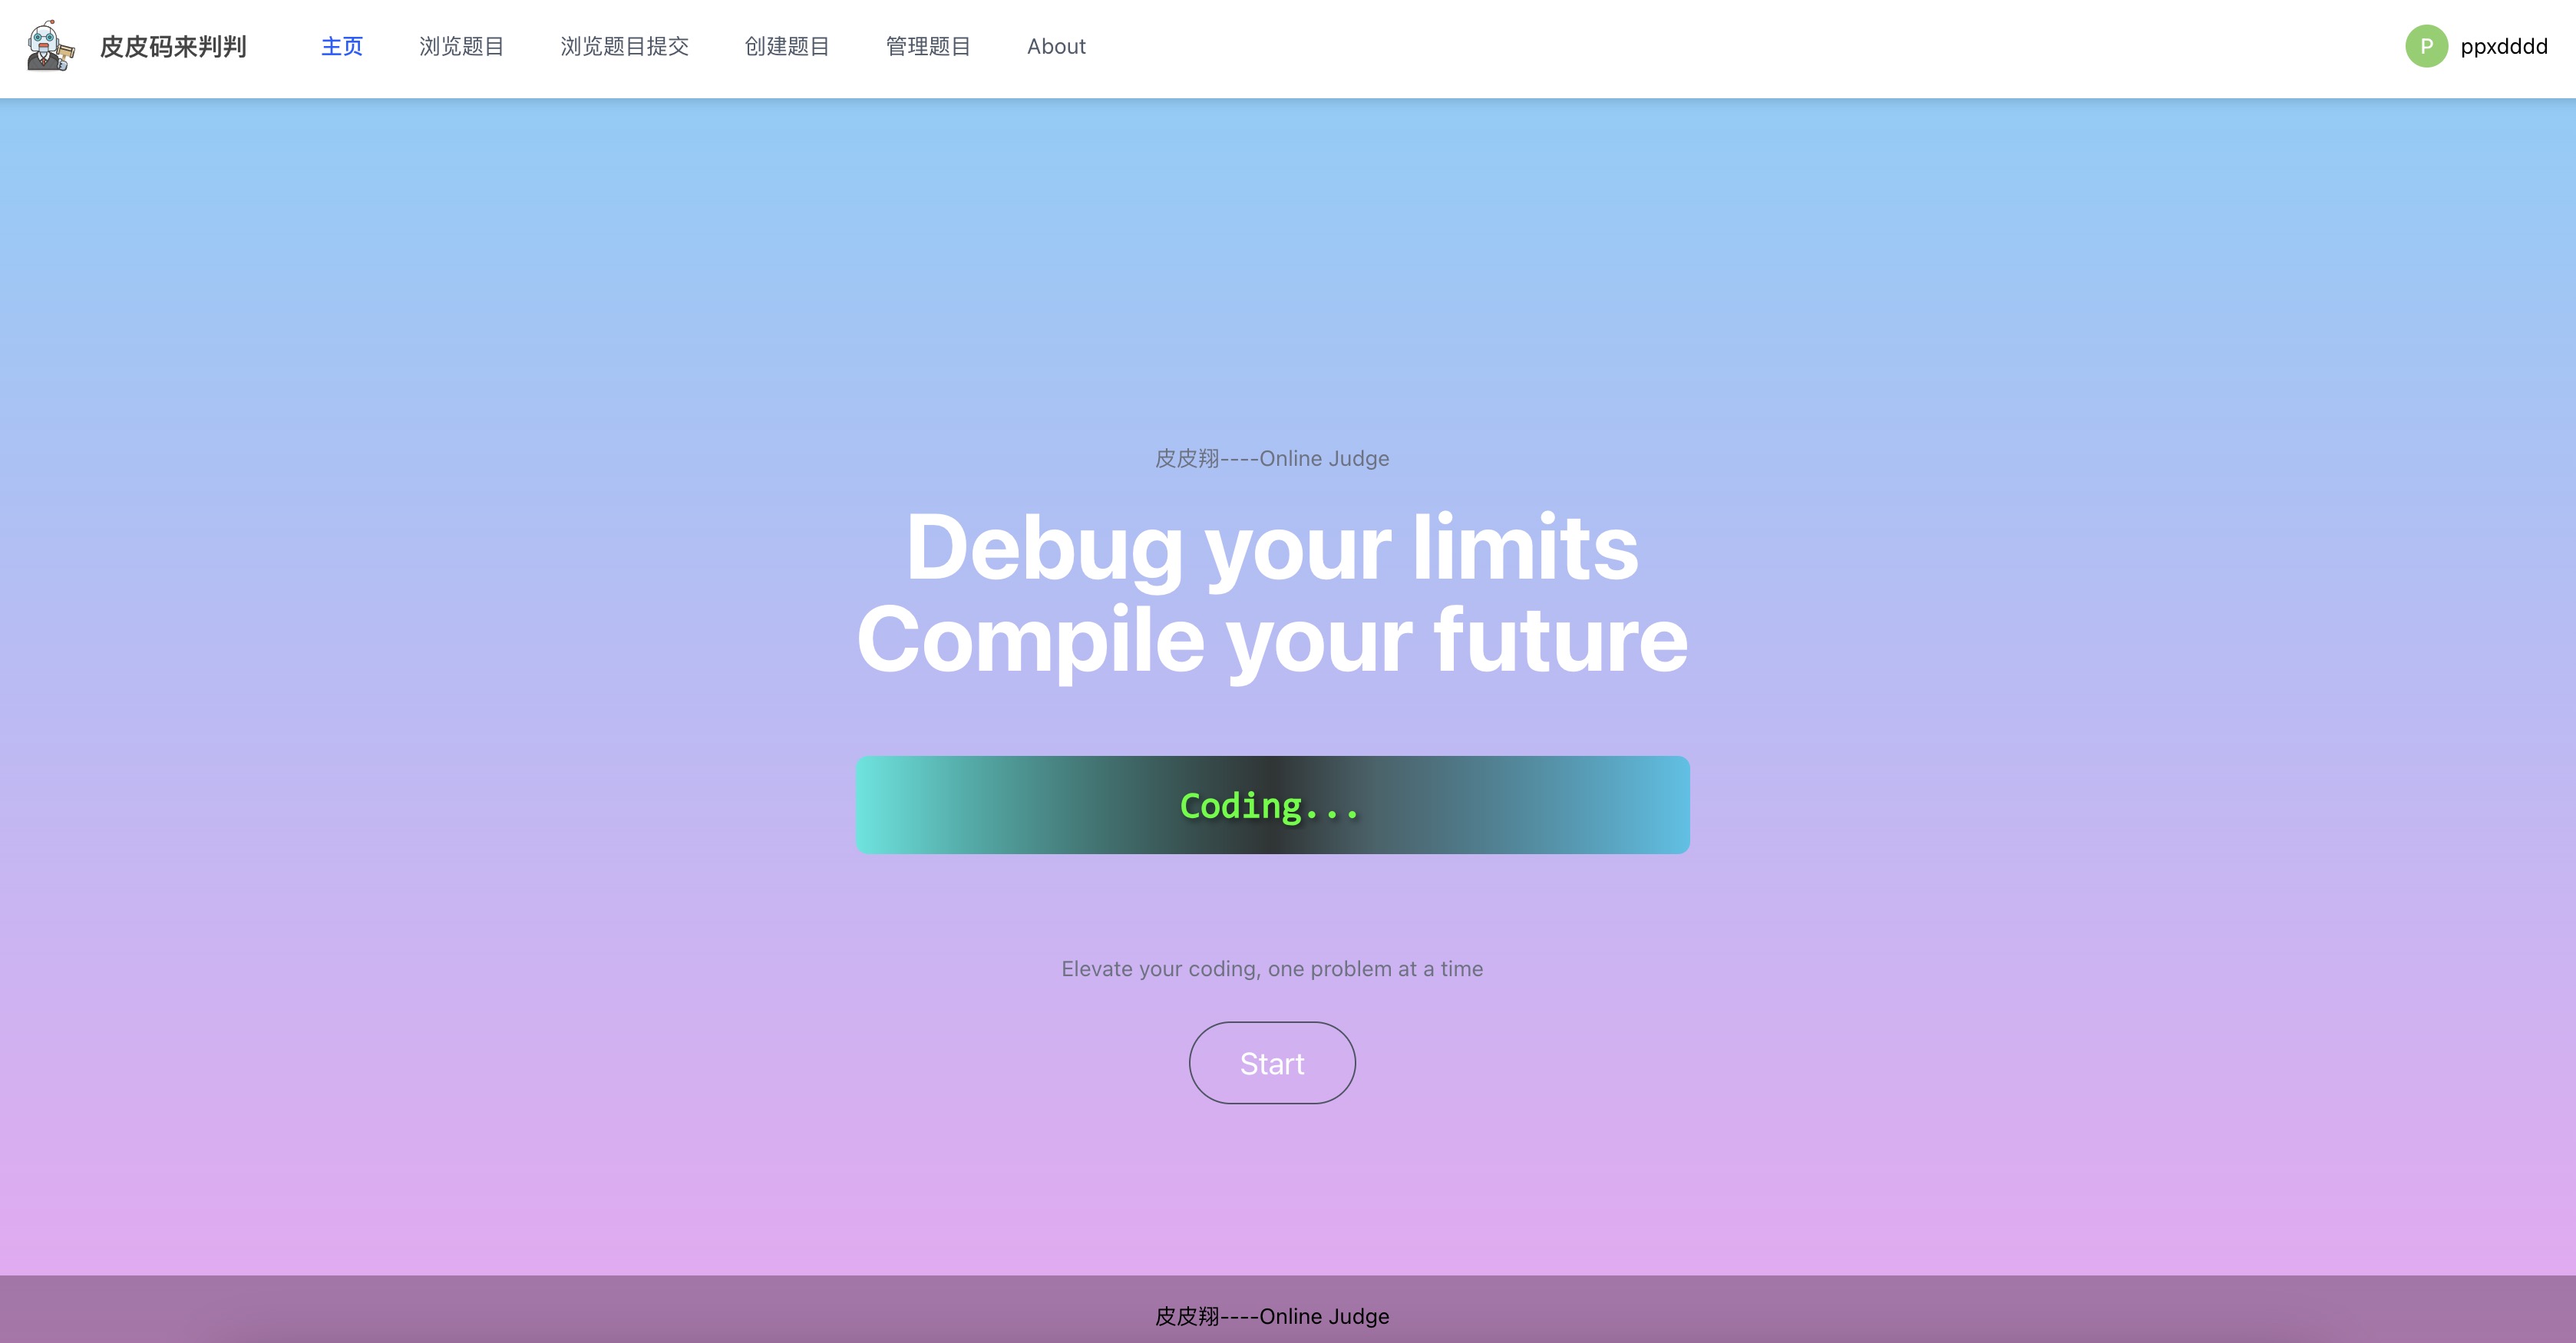 皮皮码来判判
主页
浏览题目
浏览题目提交
创建题目
管理题目
About
P
ppxdddd
皮皮翔----Online Judge
Debug your limits
Compile your future
Coding...
Elevate your coding, one problem at a time
Start
皮皮翔----Online Judge